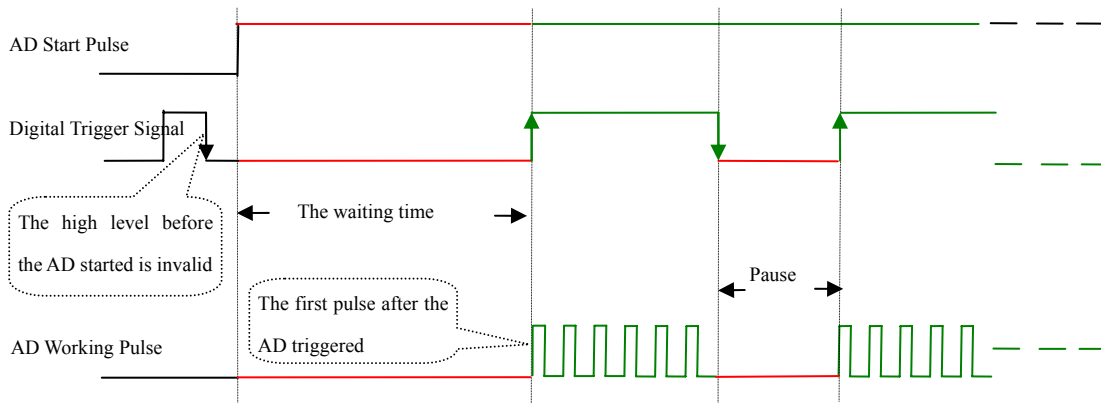 AD Start Pulse
Digital Trigger Signal
The high level before
the AD started is invalid
The waiting time
Pause
The first pulse after the
AD triggered
AD Working Pulse